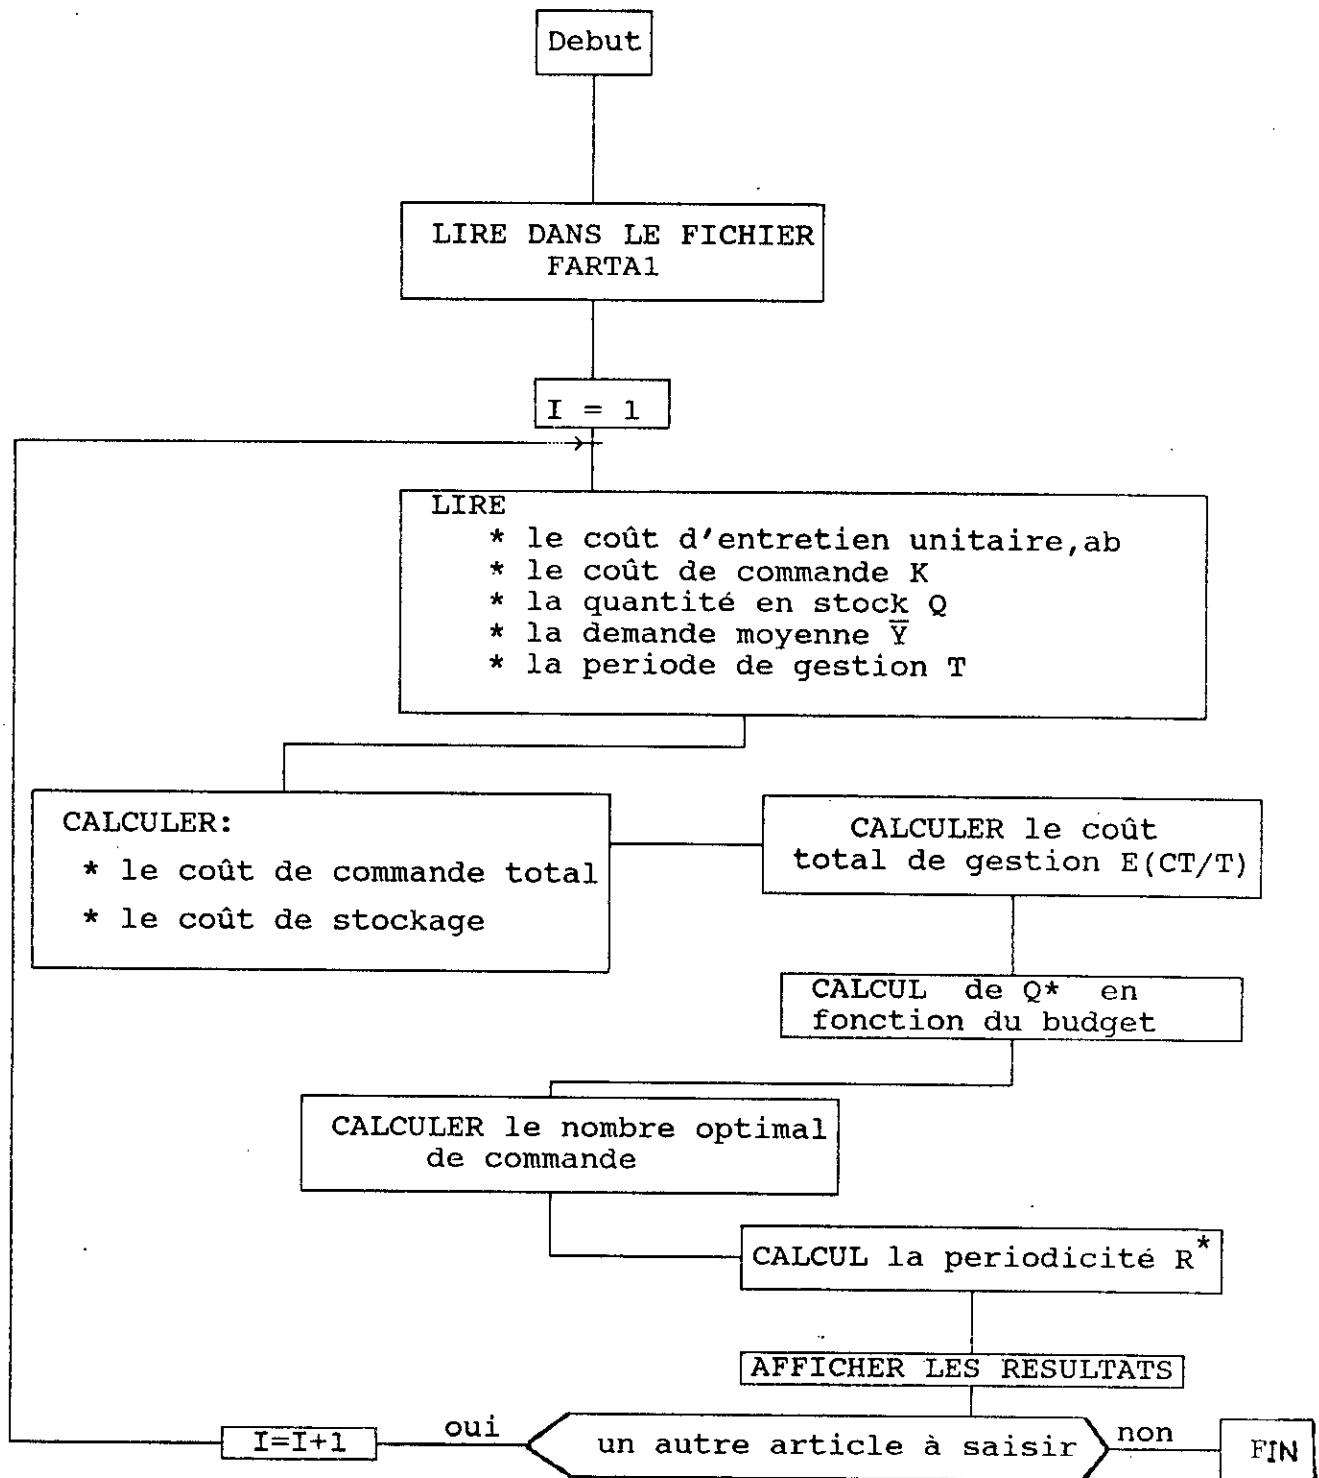 Debut
LIRE DANS LE FICHIER
FARTA1
I = 1
LIRE
* le coût d'entretien unitaire,ab
* le coût de commande K
* la quantité en stock Q
* la demande moyenne Y̅
* la periode de gestion T
CALCULER:
* le coût de commande total
* le coût de stockage
CALCULER le coût
total de gestion E(CT/T)
CALCUL de Q* en
fonction du budget
CALCULER le nombre optimal
de commande
CALCUL la periodicité R*
AFFICHER LES RESULTATS
I=I+1
oui
un autre article à saisir
non
FIN